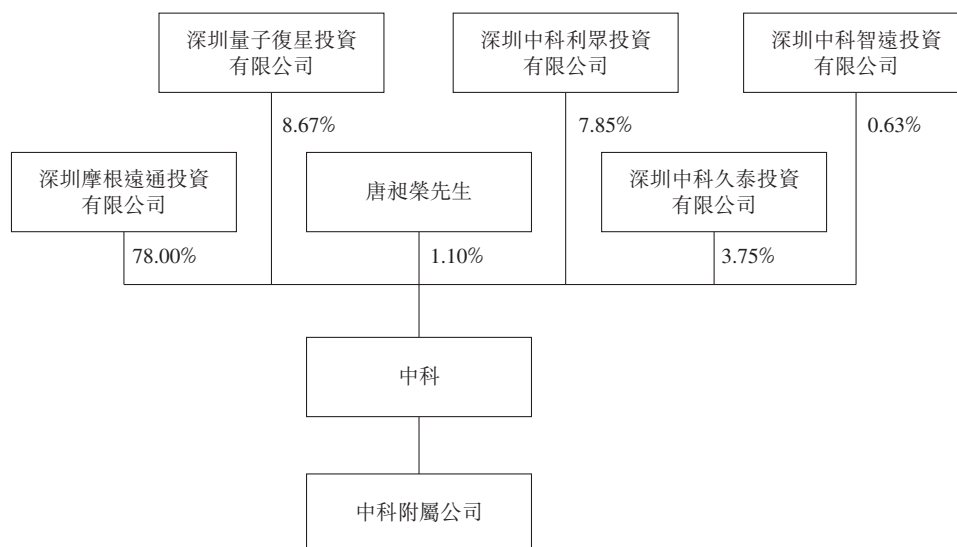 深圳量子復星投資
有限公司
深圳中科利眾投資
有限公司
深圳中科智遠投資
有限公司
8.67%
7.85%
0.63%
深圳摩根遠通投資
有限公司
唐昶榮先生
深圳中科久泰投資
有限公司
78.00%
1.10%
3.75%
中科
中科附屬公司